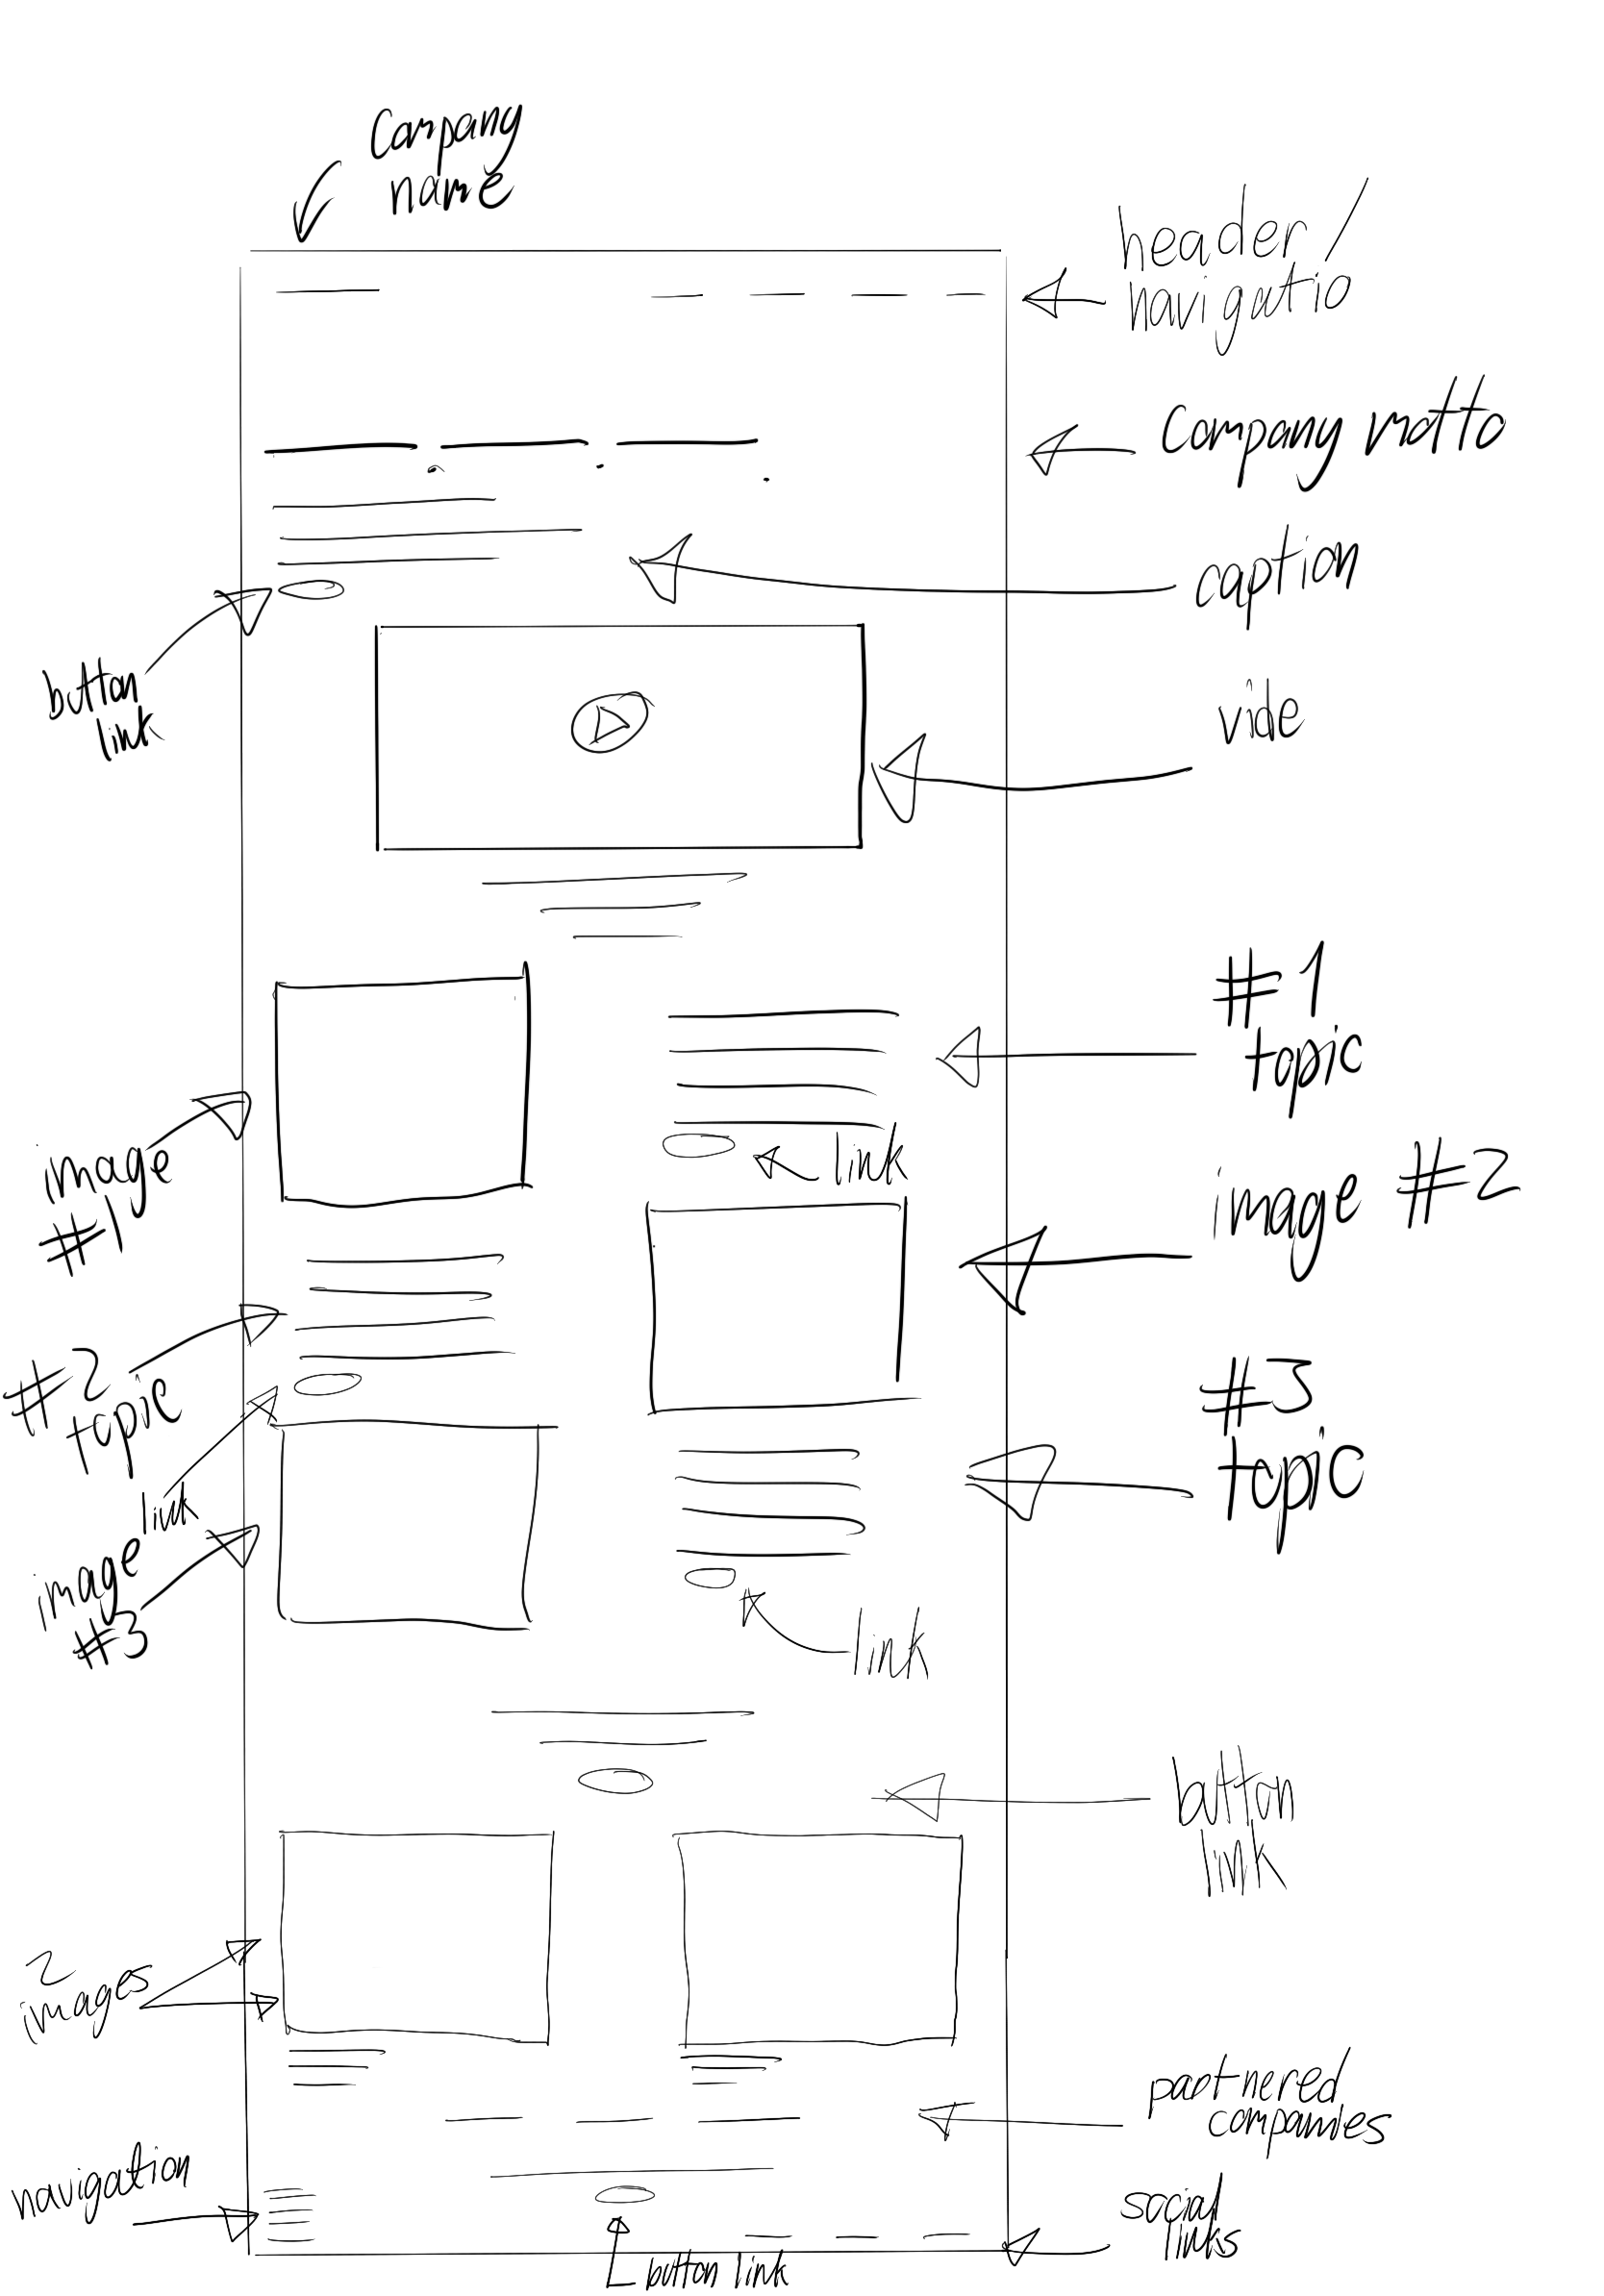 Company
name
header/
navigatio
Company motto
caption
button
link
vide
#1
topic
link
image
#1
image #2
#2
topic
#3
topic
link
image
#3
link
button
link
2
images
partnered
companies
navigation
social
links
button link